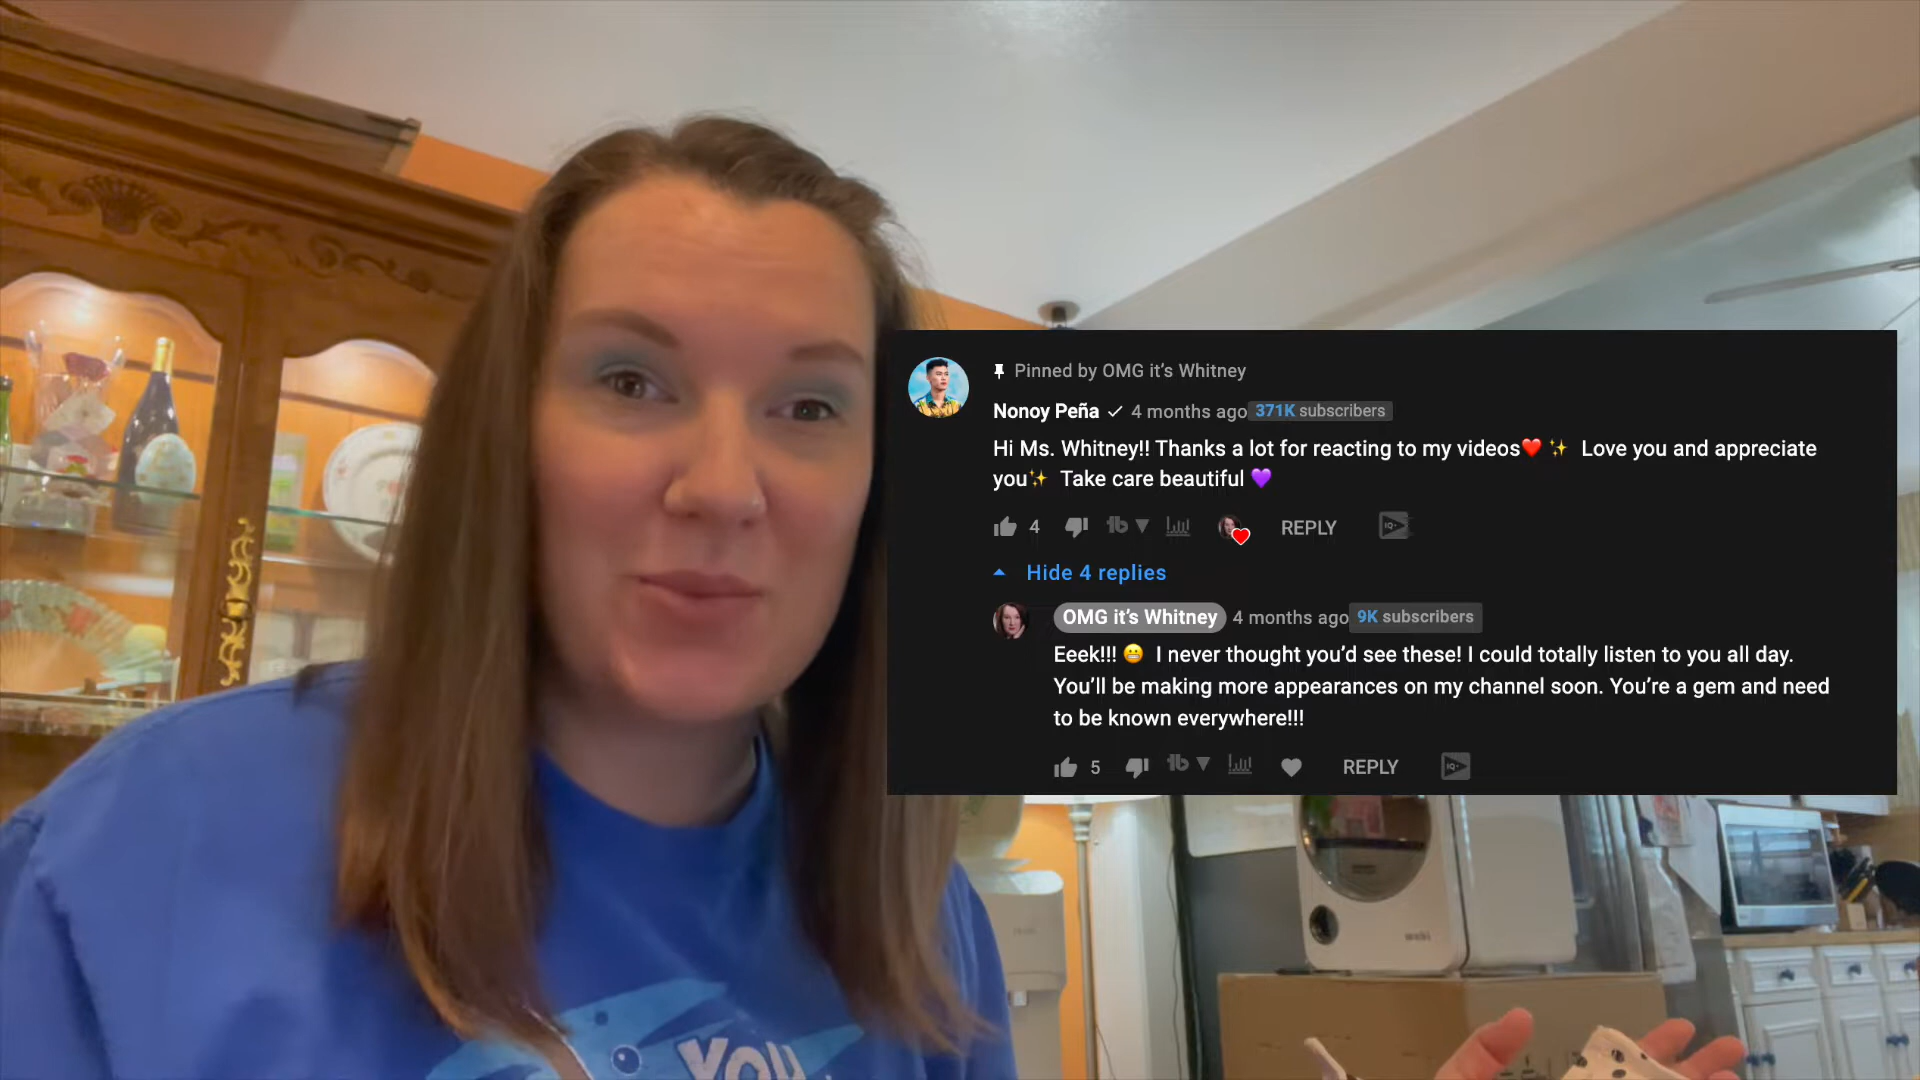 Pinned by OMG it's Whitney
Nonoy Peña 4 months ago 371K subscribers
Hi Ms. Whitney!! Thanks a lot for reacting to my videos❤️ ✨ Love you and appreciate
you✨ Take care beautiful 💜
4 REPLY
Hide 4 replies
OMG it's Whitney 4 months ago 9K subscribers
Eeek!!! 😬 I never thought you'd see these! I could totally listen to you all day.
You'll be making more appearances on my channel soon. You're a gem and need
to be known everywhere!!!
5 REPLY
YOU